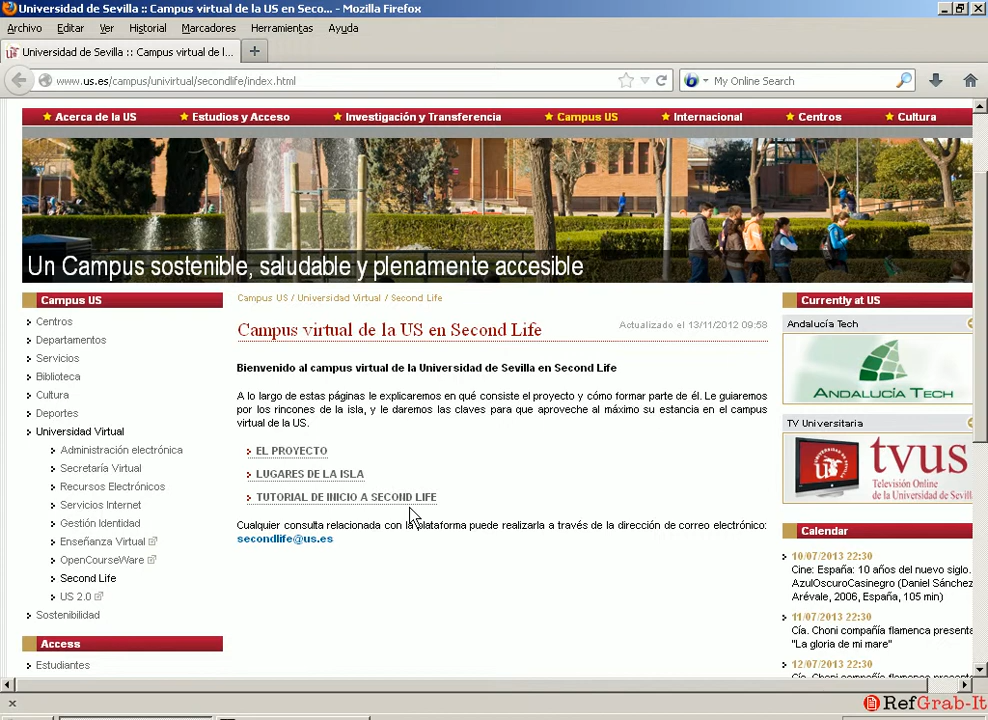 Universidad de Sevilla :: Campus virtual de la US en Seco... - Mozilla Firefox
Archivo Editar Ver Historial Marcadores Herramientas Ayuda
Universidad de Sevilla :: Campus virtual de l...
www.us.es/campus/univirtual/secondlife/index.html
My Online Search
Acerca de la US
Estudios y Acceso
Investigación y Transferencia
Campus US
Internacional
Centros
Cultura
Un Campus sostenible, saludable y plenamente accesible
Campus US
Centros
Departamentos
Servicios
Biblioteca
Cultura
Deportes
Universidad Virtual
Administración electrónica
Secretaría Virtual
Recursos Electrónicos
Servicios Internet
Gestión Identidad
Enseñanza Virtual
OpenCourseWare
Second Life
US 2.0
Sostenibilidad
Access
Estudiantes
Campus US / Universidad Virtual / Second Life
Campus virtual de la US en Second Life
Actualizado el 13/11/2012 09:58
Bienvenido al campus virtual de la Universidad de Sevilla en Second Life
A lo largo de estas páginas le explicaremos en qué consiste el proyecto y cómo formar parte de él. Le guiaremos
por los rincones de la isla, y le daremos las claves para que aproveche al máximo su estancia en el campus
virtual de la US.
EL PROYECTO
LUGARES DE LA ISLA
TUTORIAL DE INICIO A SECOND LIFE
Cualquier consulta relacionada con la plataforma puede realizarla a través de la dirección de correo electrónico:
secondlife@us.es
Currently at US
Andalucía Tech
ANDALUCÍA TECH
TV Universitaria
tvus
Televisión Online
de la Universidad de Sevilla
Calendar
10/07/2013 22:30
Cine: España: 10 años del nuevo siglo.
AzulOscuroCasinegro (Daniel Sánchez
Arévale, 2006, España, 105 min)
11/07/2013 22:30
Cía. Choni compañía flamenca presenta
"La gloria de mi mare"
12/07/2013 22:30
Cía. Choni compañía flamenca presenta
RefGrab-It